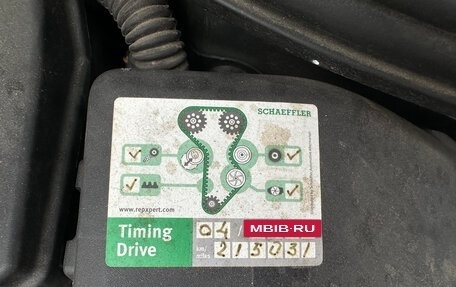 SCHAEFFLER
www.repxpert.com
Timing 04/ MBIB-RU
Drive km/miles 215031